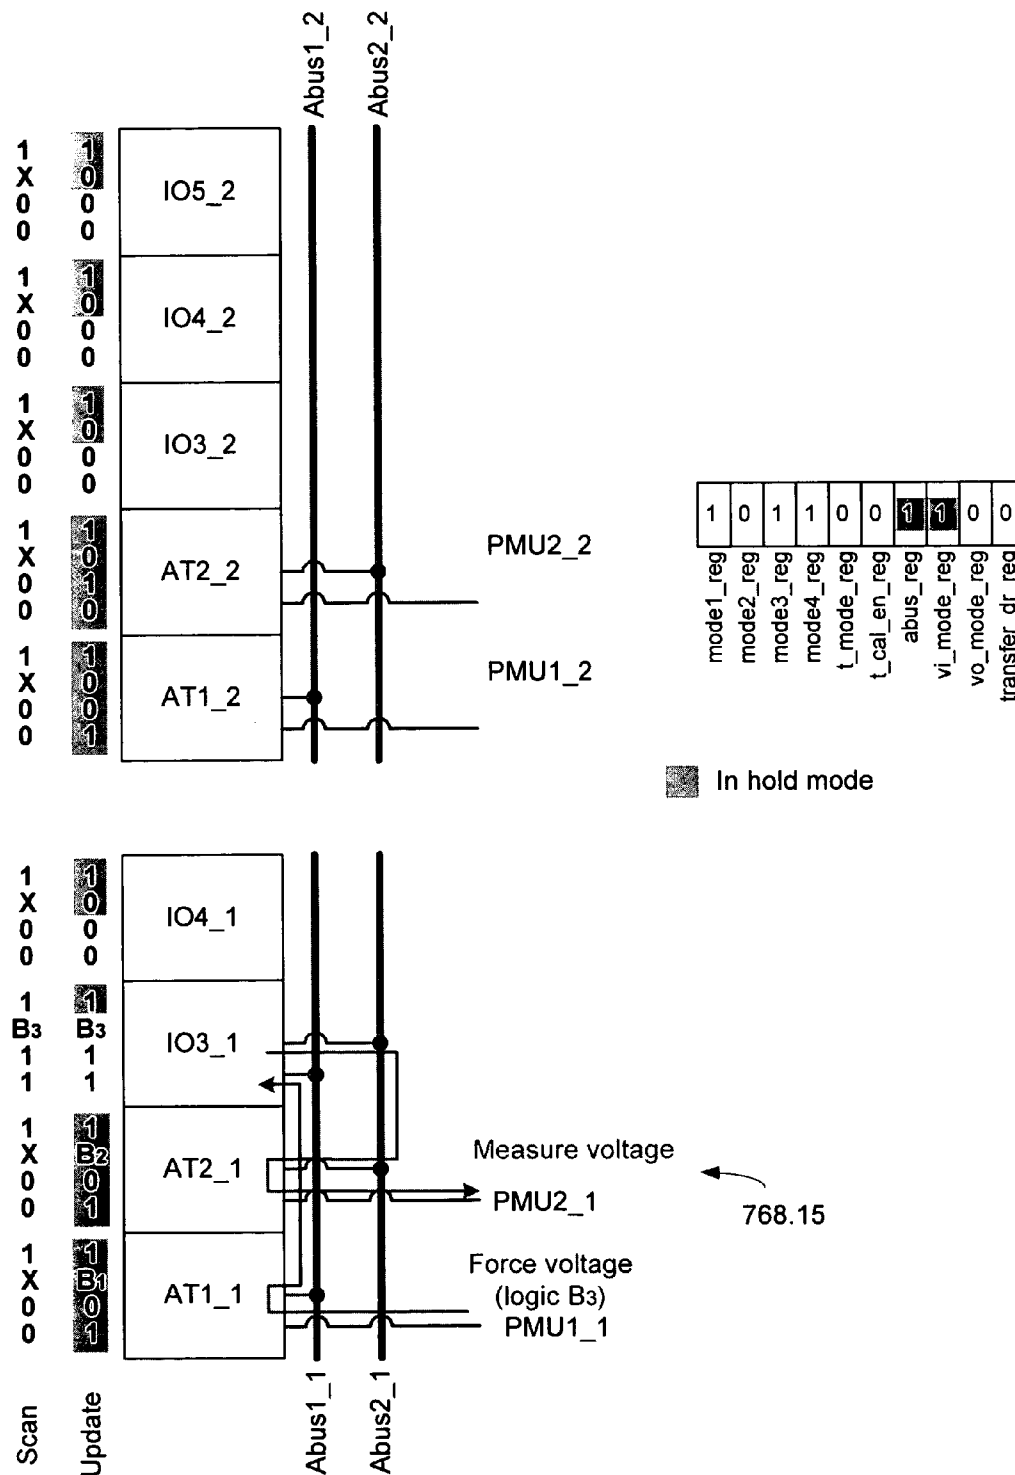 Abus1_2
Abus2_2
1 1
X 0 IO5_2
0 0
0 0
1 1
X 0 IO4_2
0 0
0 0
1 1
X 0 IO3_2
0 0
0 0
1 1
X 0 AT2_2 PMU2_2
0 1
0 0
1 1
X 0 AT1_2 PMU1_2
0 0
0 1
1 0 1 1 0 0 1 1 0 0
mode1_reg
mode2_reg
mode3_reg
mode4_reg
t_mode_reg
t_cal_en_reg
abus_reg
vi_mode_reg
vo_mode_reg
transfer_dr_reg
In hold mode
1 1
X 0 IO4_1
0 0
0 0
1 1
B3 B3 IO3_1
1 1
1 1
1 1
X B2 AT2_1 Measure voltage
0 0
0 1 PMU2_1
768.15
1 1 Force voltage
X B1 AT1_1 (logic B3)
0 0 PMU1_1
0 1
Scan
Update
Abus1_1
Abus2_1